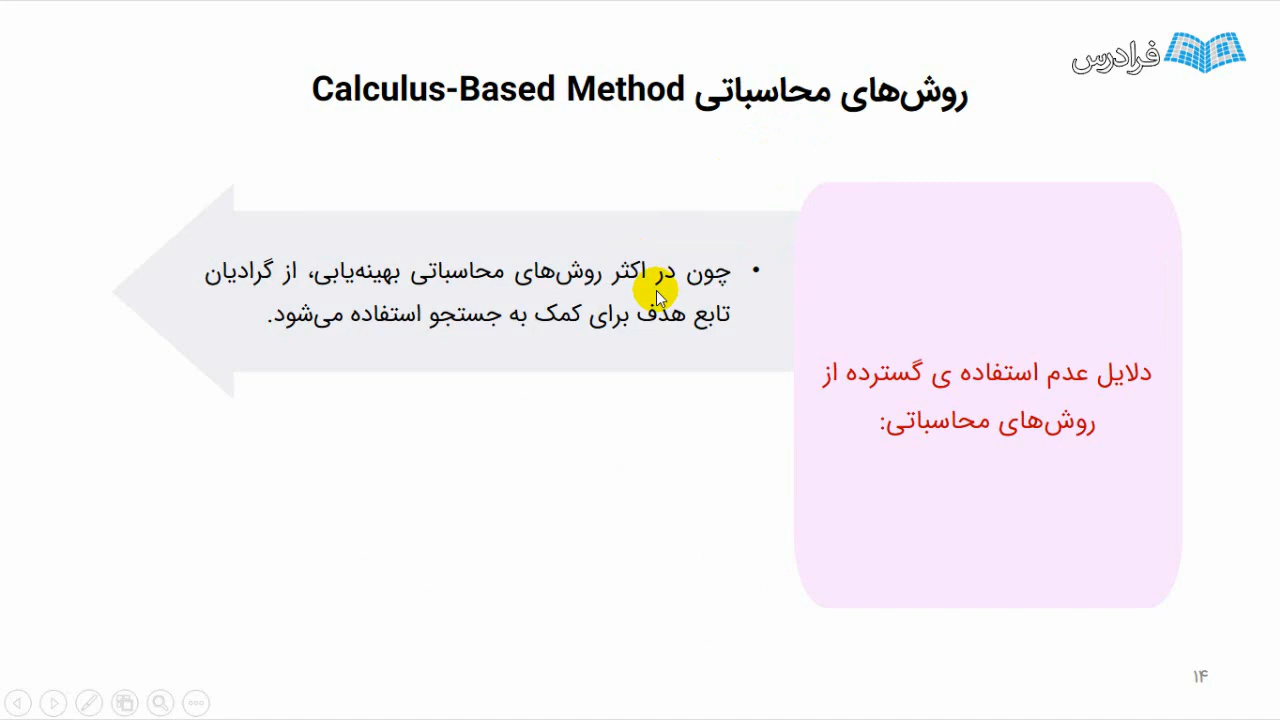 فرادرس
روش‌های محاسباتی Calculus-Based Method
• چون در اکثر روش‌های محاسباتی بهینه‌یابی، از گرادیان
تابع هدف برای کمک به جستجو استفاده می‌شود.
دلایل عدم استفاده ی گسترده از
روش‌های محاسباتی:
۱۴